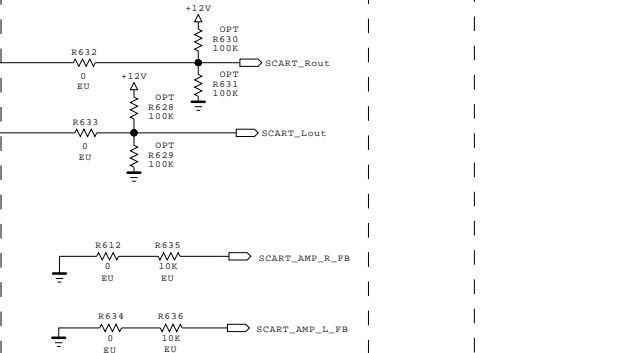 +12V
OPT
R630
100K
R632
SCART_Rout
0
EU
+12V
OPT
R631
100K
OPT
R628
100K
R633
SCART_Lout
0
EU
OPT
R629
100K
R612
R635
SCART_AMP_R_FB
0
10K
EU
EU
R634
R636
SCART_AMP_L_FB
0
10K
EU
EU